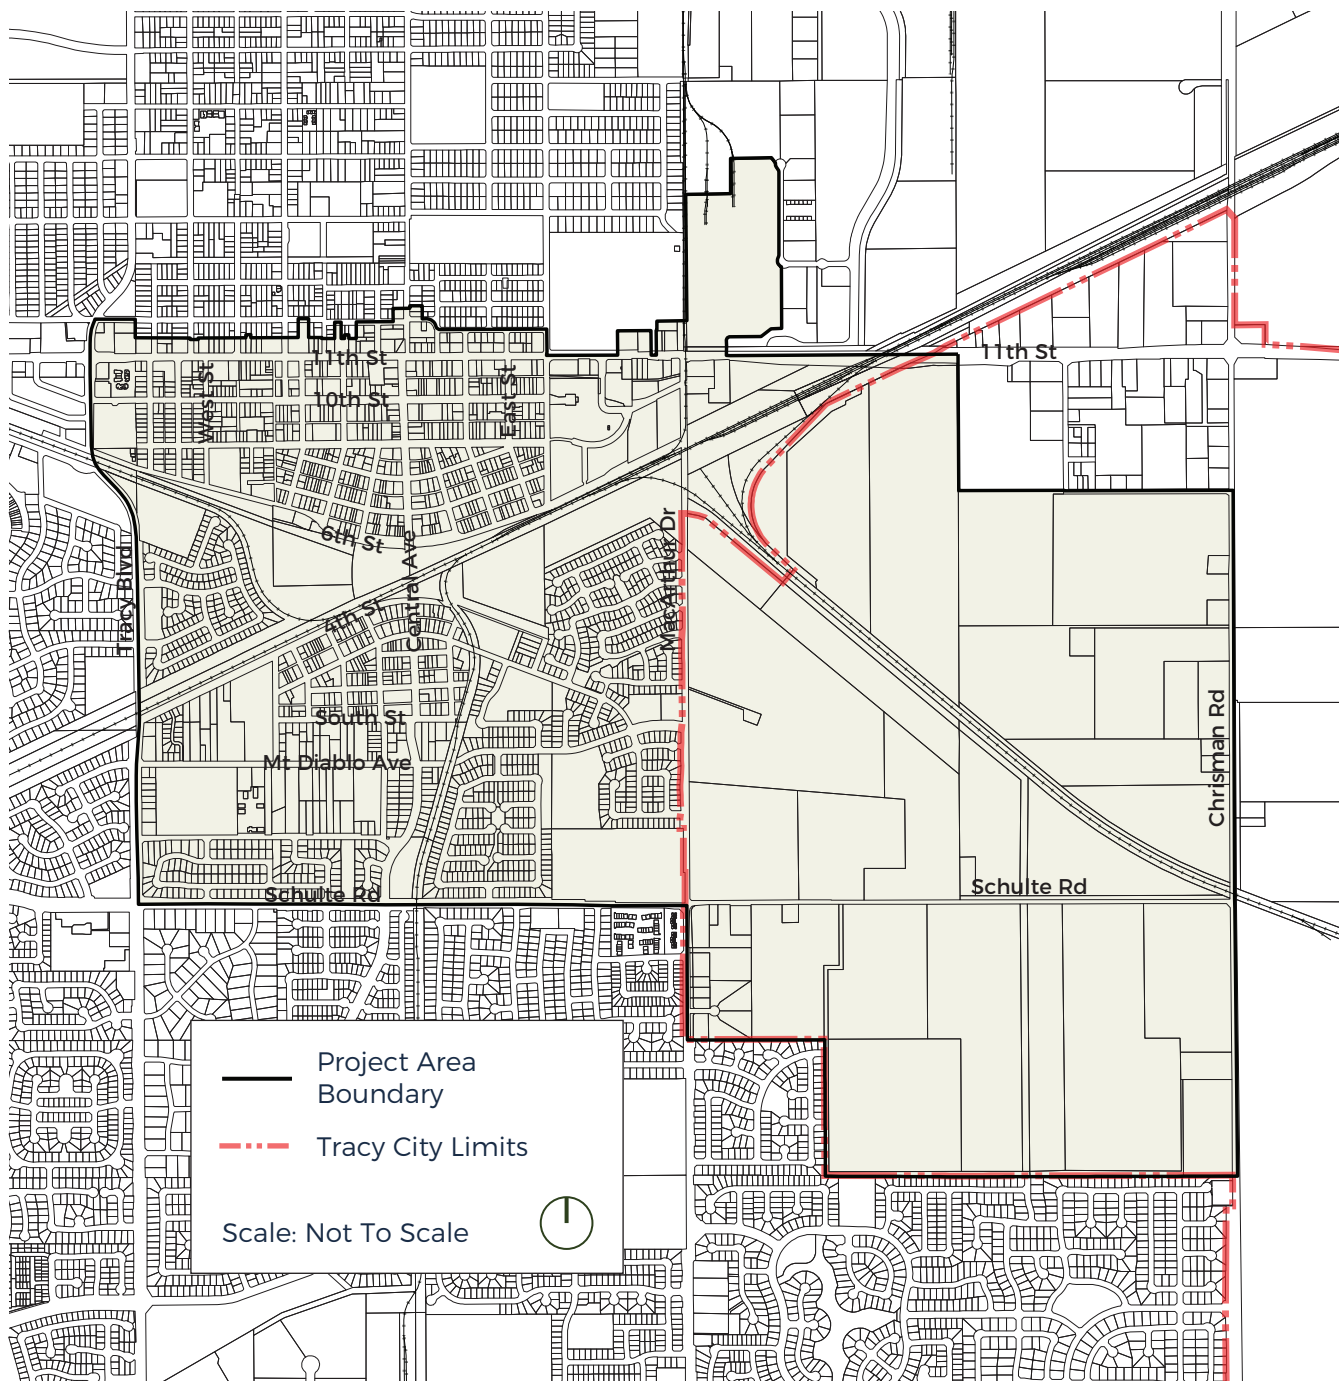 11th St
11th St
10th St
West St
East St
6th St
Central Ave
MacArthur Dr
Tracy Blvd
4th St
South St
Mt Diablo Ave
Chrisman Rd
Schulte Rd
Schulte Rd
Project Area
Boundary
Tracy City Limits
Scale: Not To Scale